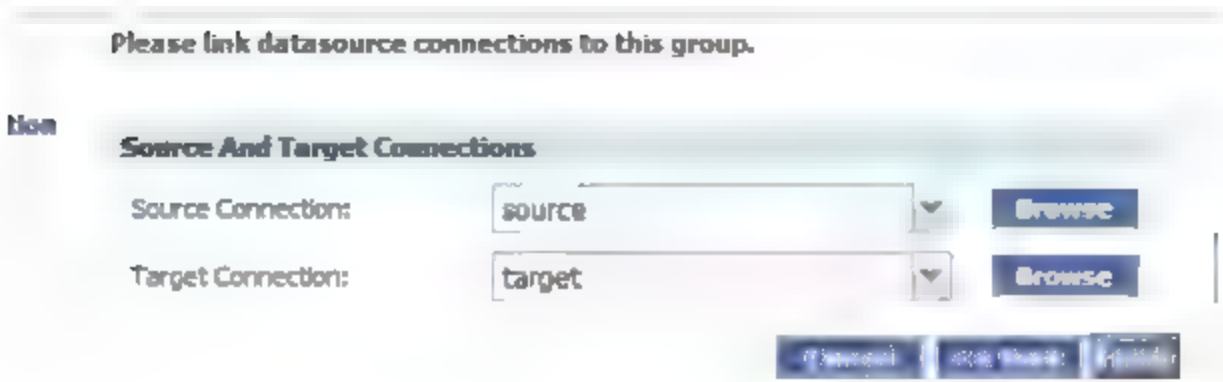 Please link datasource connections to this group.
tion
Source And Target Connections
Source Connection: source Browse
Target Connection: target Browse